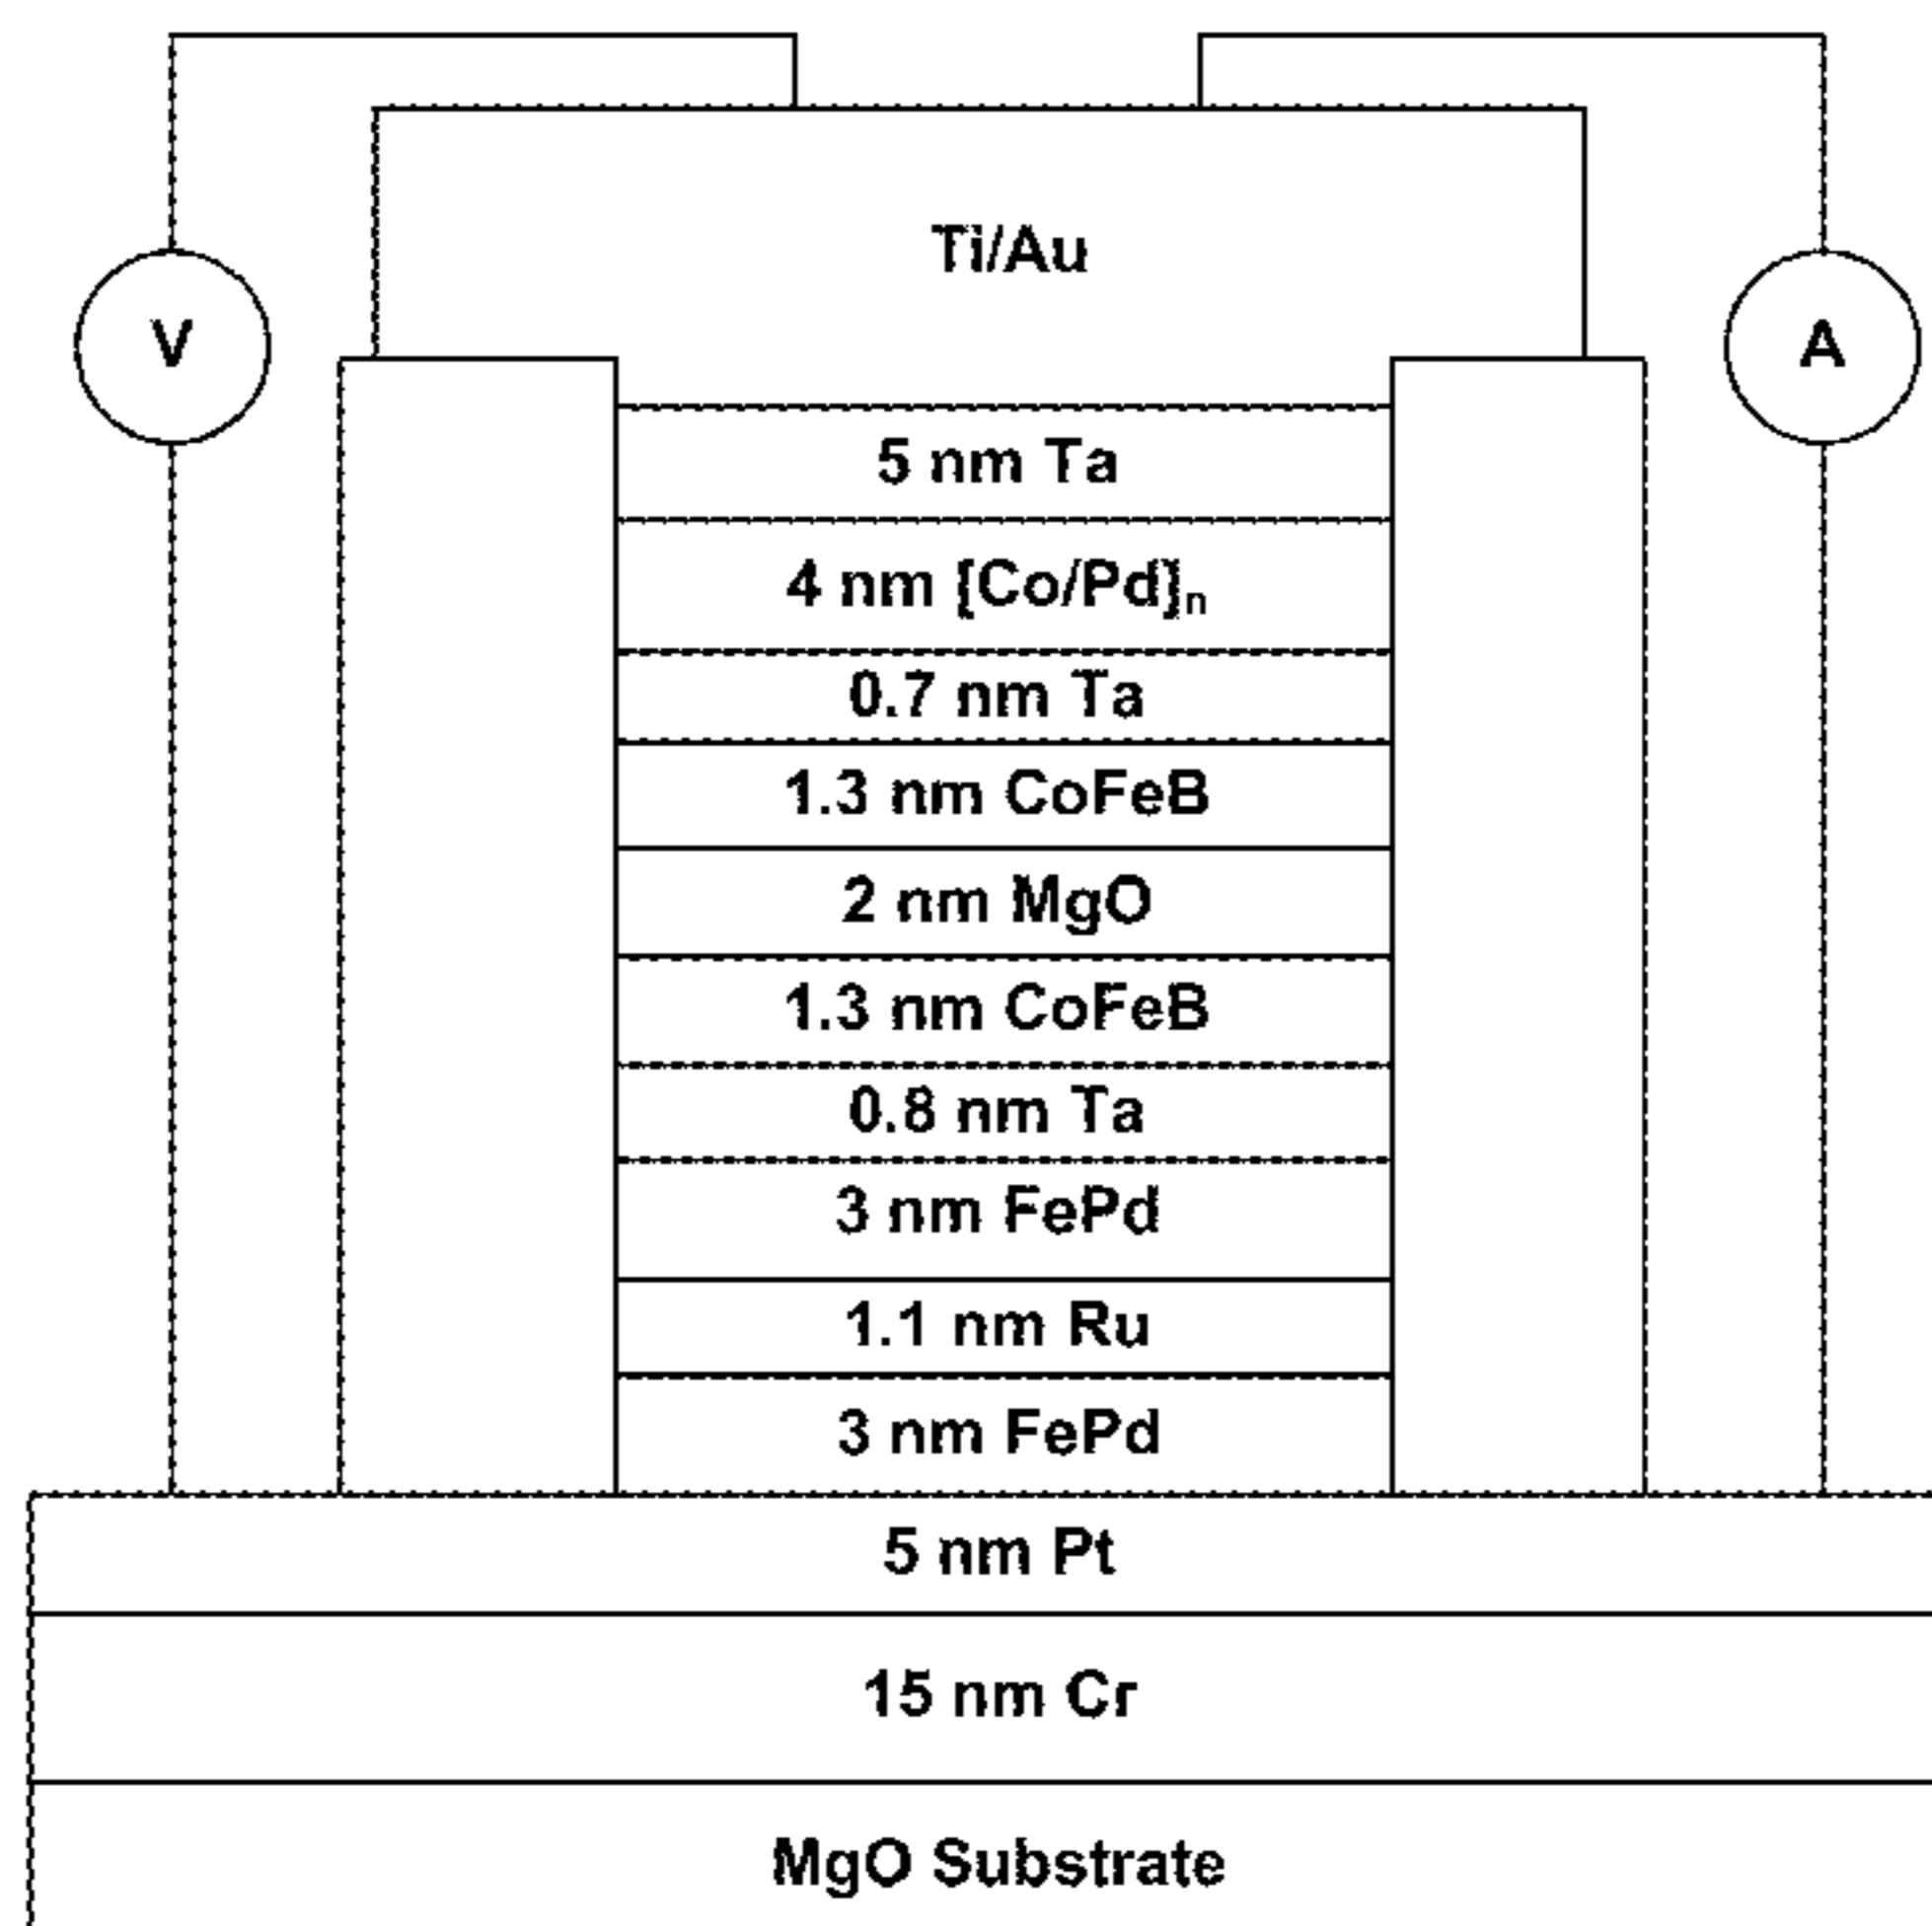 Ti/Au
V
A
5 nm Ta
4 nm [Co/Pd]n
0.7 nm Ta
1.3 nm CoFeB
2 nm MgO
1.3 nm CoFeB
0.8 nm Ta
3 nm FePd
1.1 nm Ru
3 nm FePd
5 nm Pt
15 nm Cr
MgO Substrate